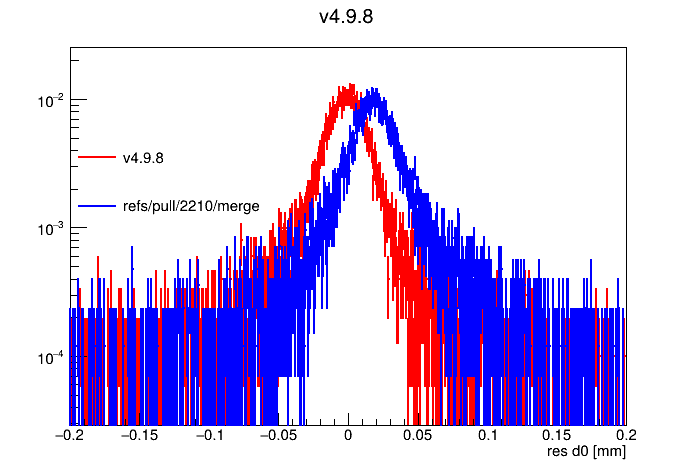 v4.9.8
10⁻²
v4.9.8
refs/pull/2210/merge
10⁻³
10⁻⁴
−0.2 −0.15 −0.1 −0.05 0 0.05 0.1 0.15 0.2
res d0 [mm]